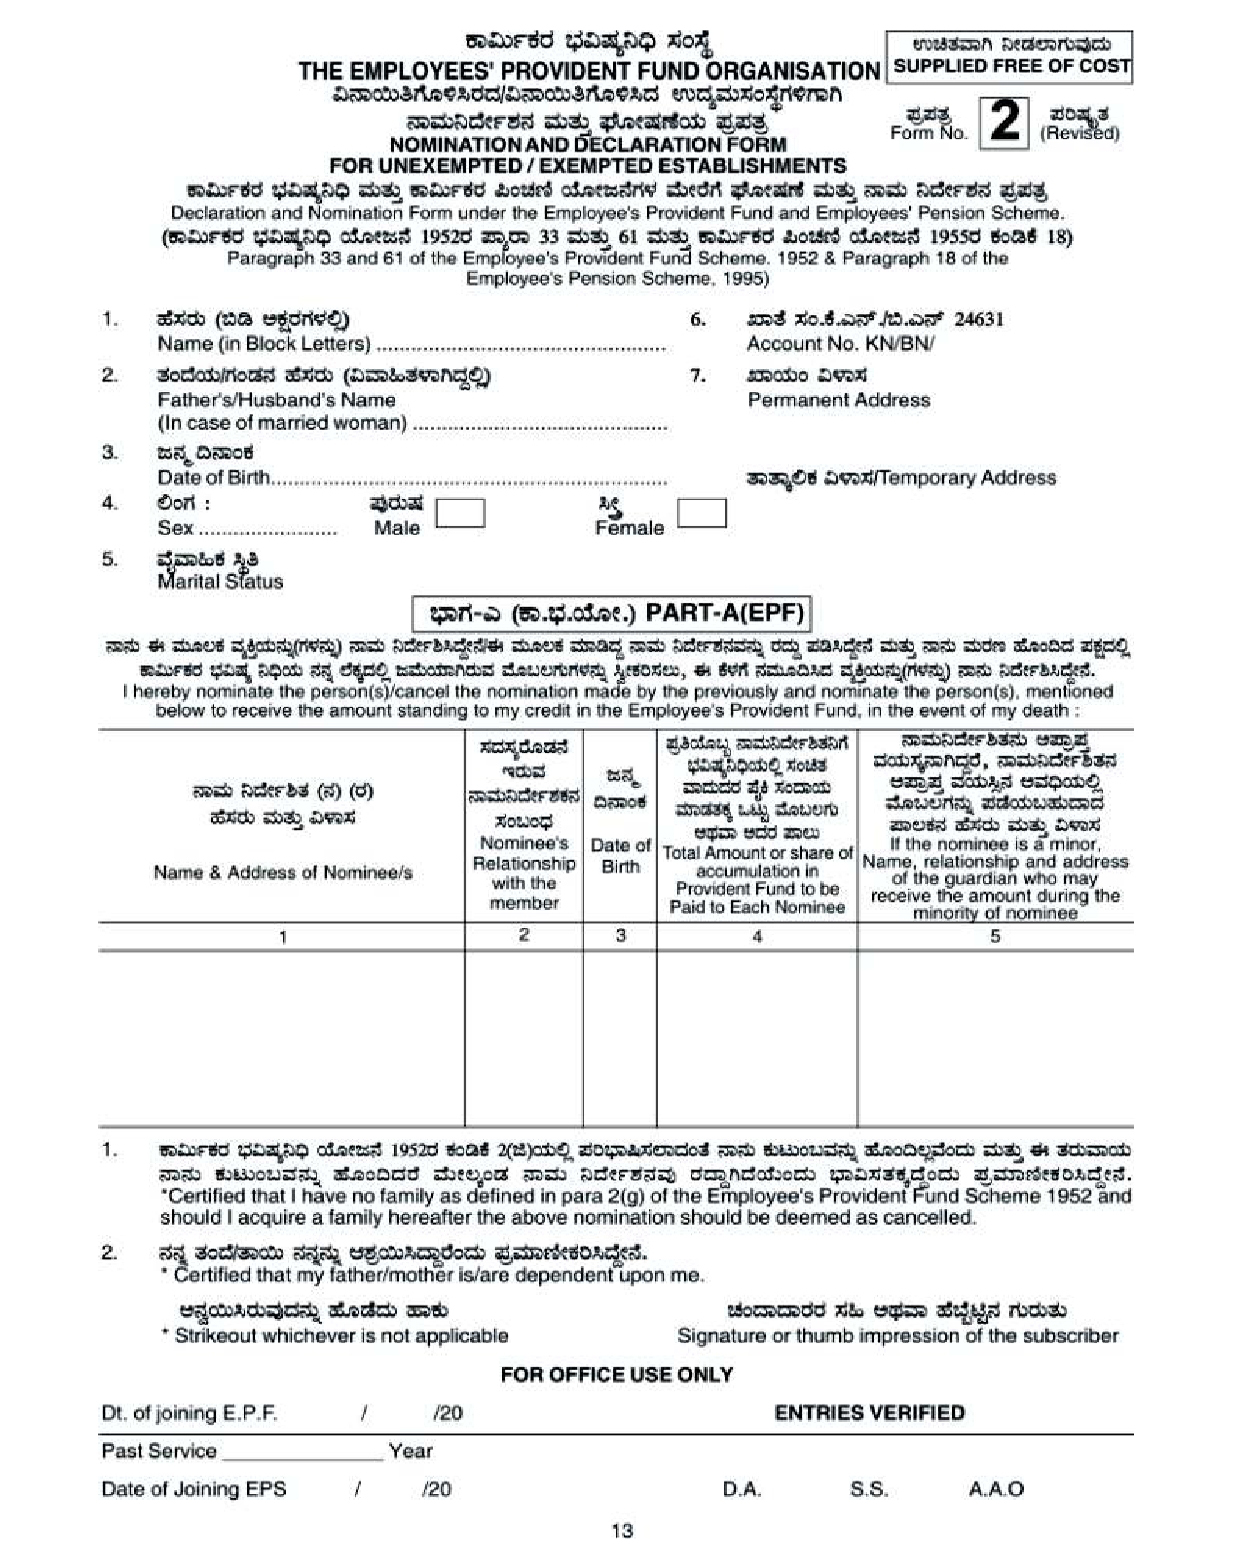 ಕಾರ್ಮಿಕರ ಭವಿಷ್ಯನಿಧಿ ಸಂಸ್ಥೆ
THE EMPLOYEES' PROVIDENT FUND ORGANISATION
ಉಚಿತವಾಗಿ ನೀಡಲಾಗುವುದು
SUPPLIED FREE OF COST
ವಿನಾಯಿತಿಗೊಳಿಸಿರದ/ವಿನಾಯಿತಿಗೊಳಿಸಿದ ಉದ್ಯಮಸಂಸ್ಥೆಗಳಿಗಾಗಿ
ನಾಮನಿರ್ದೇಶನ ಮತ್ತು ಘೋಷಣೆಯ ಪ್ರಪತ್ರ
ಪ್ರಪತ್ರ 2 ಪರಿಷ್ಕೃತ
Form No. (Revised)
NOMINATION AND DECLARATION FORM
FOR UNEXEMPTED / EXEMPTED ESTABLISHMENTS
ಕಾರ್ಮಿಕರ ಭವಿಷ್ಯನಿಧಿ ಮತ್ತು ಕಾರ್ಮಿಕರ ಪಿಂಚಣಿ ಯೋಜನೆಗಳ ಮೇರೆಗೆ ಘೋಷಣೆ ಮತ್ತು ನಾಮ ನಿರ್ದೇಶನ ಪ್ರಪತ್ರ
Declaration and Nomination Form under the Employee's Provident Fund and Employees' Pension Scheme.
(ಕಾರ್ಮಿಕರ ಭವಿಷ್ಯನಿಧಿ ಯೋಜನೆ 1952ರ ಪ್ಯಾರಾ 33 ಮತ್ತು 61 ಮತ್ತು ಕಾರ್ಮಿಕರ ಪಿಂಚಣಿ ಯೋಜನೆ 1955ರ ಕಂಡಿಕೆ 18)
Paragraph 33 and 61 of the Employee's Provident Fund Scheme. 1952 & Paragraph 18 of the
Employee's Pension Scheme. 1995)
1. ಹೆಸರು (ಬಿಡಿ ಅಕ್ಷರಗಳಲ್ಲಿ)
Name (in Block Letters) ..................................................
2. ತಂದೆಯ/ಗಂಡನ ಹೆಸರು (ವಿವಾಹಿತಳಾಗಿದ್ದಲ್ಲಿ)
Father's/Husband's Name
(In case of married woman) ............................................
3. ಜನ್ಮ ದಿನಾಂಕ
Date of Birth....................................................................
4. ಲಿಂಗ : ಪುರುಷ ಸ್ತ್ರೀ
Sex ........................ Male Female
5. ವೈವಾಹಿಕ ಸ್ಥಿತಿ
Marital Status
6. ಖಾತೆ ಸಂ.ಕೆ.ಎನ್./ಬಿ.ಎನ್ 24631
Account No. KN/BN/
7. ಖಾಯಂ ವಿಳಾಸ
Permanent Address
ತಾತ್ಕಾಲಿಕ ವಿಳಾಸ/Temporary Address
ಭಾಗ-ಎ (ಕಾ.ಭ.ಯೋ.) PART-A(EPF)
ನಾನು ಈ ಮೂಲಕ ವ್ಯಕ್ತಿಯನ್ನು(ಗಳನ್ನು) ನಾಮ ನಿರ್ದೇಶಿಸಿದ್ದೇನೆ/ಈ ಮೂಲಕ ಮಾಡಿದ್ದ ನಾಮ ನಿರ್ದೇಶನವನ್ನು ರದ್ದು ಪಡಿಸಿದ್ದೇನೆ ಮತ್ತು ನಾನು ಮರಣ ಹೊಂದಿದ ಪಕ್ಷದಲ್ಲಿ
ಕಾರ್ಮಿಕರ ಭವಿಷ್ಯ ನಿಧಿಯ ನನ್ನ ಲೆಕ್ಕದಲ್ಲಿ ಜಮೆಯಾಗಿರುವ ಮೊಬಲಗುಗಳನ್ನು ಸ್ವೀಕರಿಸಲು, ಈ ಕೆಳಗೆ ನಮೂದಿಸಿದ ವ್ಯಕ್ತಿಯನ್ನು(ಗಳನ್ನು) ನಾನು ನಿರ್ದೇಶಿಸಿದ್ದೇನೆ.
I hereby nominate the person(s)/cancel the nomination made by the previously and nominate the person(s), mentioned
below to receive the amount standing to my credit in the Employee's Provident Fund, in the event of my death :
ನಾಮ ನಿರ್ದೇಶಿತ (ನ) (ರ)
ಹೆಸರು ಮತ್ತು ವಿಳಾಸ
Name & Address of Nominee/s
ಸದಸ್ಯರೊಡನೆ
ಇರುವ
ನಾಮನಿರ್ದೇಶಕನ
ಸಂಬಂಧ
Nominee's
Relationship
with the
member
ಜನ್ಮ
ದಿನಾಂಕ
Date of
Birth
ಪ್ರತಿಯೊಬ್ಬ ನಾಮನಿರ್ದೇಶಿತನಿಗೆ
ಭವಿಷ್ಯನಿಧಿಯಲ್ಲಿ ಸಂಚಿತ
ವಾದುದರ ಪೈಕಿ ಸಂದಾಯ
ಮಾಡತಕ್ಕ ಒಟ್ಟು ಮೊಬಲಗು
ಅಥವಾ ಅದರ ಪಾಲು
Total Amount or share of
accumulation in
Provident Fund to be
Paid to Each Nominee
ನಾಮನಿರ್ದೇಶಿತನು ಅಪ್ರಾಪ್ತ
ವಯಸ್ಕನಾಗಿದ್ದರೆ, ನಾಮನಿರ್ದೇಶಿತನ
ಅಪ್ರಾಪ್ತ ವಯಸ್ಸಿನ ಅವಧಿಯಲ್ಲಿ
ಮೊಬಲಗನ್ನು ಪಡೆಯಬಹುದಾದ
ಪಾಲಕನ ಹೆಸರು ಮತ್ತು ವಿಳಾಸ
If the nominee is a minor,
Name, relationship and address
of the guardian who may
receive the amount during the
minority of nominee
1 2 3 4 5
1. ಕಾರ್ಮಿಕರ ಭವಿಷ್ಯನಿಧಿ ಯೋಜನೆ 1952ರ ಕಂಡಿಕೆ 2(ಜಿ)ಯಲ್ಲಿ ಪರಿಭಾಷಿಸಲಾದಂತೆ ನಾನು ಕುಟುಂಬವನ್ನು ಹೊಂದಿಲ್ಲವೆಂದು ಮತ್ತು ಈ ತರುವಾಯ
ನಾನು ಕುಟುಂಬವನ್ನು ಹೊಂದಿದರೆ ಮೇಲ್ಕಂಡ ನಾಮ ನಿರ್ದೇಶನವು ರದ್ದಾಗಿದೆಯೆಂದು ಭಾವಿಸತಕ್ಕದ್ದೆಂದು ಪ್ರಮಾಣೀಕರಿಸಿದ್ದೇನೆ.
*Certified that I have no family as defined in para 2(g) of the Employee's Provident Fund Scheme 1952 and
should I acquire a family hereafter the above nomination should be deemed as cancelled.
2. ನನ್ನ ತಂದೆ/ತಾಯಿ ನನ್ನನ್ನು ಆಶ್ರಯಿಸಿದ್ದಾರೆಂದು ಪ್ರಮಾಣೀಕರಿಸಿದ್ದೇನೆ.
* Certified that my father/mother is/are dependent upon me.
ಅನ್ವಯಿಸಿರುವುದನ್ನು ಹೊಡೆದು ಹಾಕು
* Strikeout whichever is not applicable
ಚಂದಾದಾರರ ಸಹಿ ಅಥವಾ ಹೆಬ್ಬೆಟ್ಟಿನ ಗುರುತು
Signature or thumb impression of the subscriber
FOR OFFICE USE ONLY
Dt. of joining E.P.F. / /20 ENTRIES VERIFIED
Past Service _______________ Year
Date of Joining EPS / /20 D.A. S.S. A.A.O
13